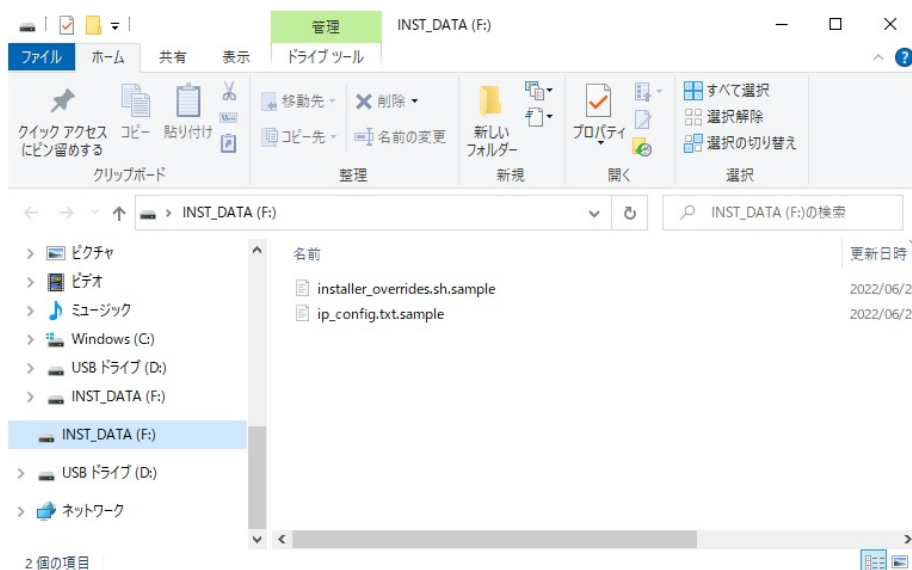 管理
INST_DATA (F:)
ファイル ホーム 共有 表示 ドライブ ツール
クイック アクセス
にピン留めする
コピー
貼り付け
クリップボード
移動先
コピー先
削除
名前の変更
整理
新しい
フォルダー
新規
プロパティ
開く
すべて選択
選択解除
選択の切り替え
選択
INST_DATA (F:)
INST_DATA (F:)の検索
ピクチャ
ビデオ
ミュージック
Windows (C:)
USB ドライブ (D:)
INST_DATA (F:)
INST_DATA (F:)
USB ドライブ (D:)
ネットワーク
名前 更新日時
installer_overrides.sh.sample 2022/06/2
ip_config.txt.sample 2022/06/2
2 個の項目